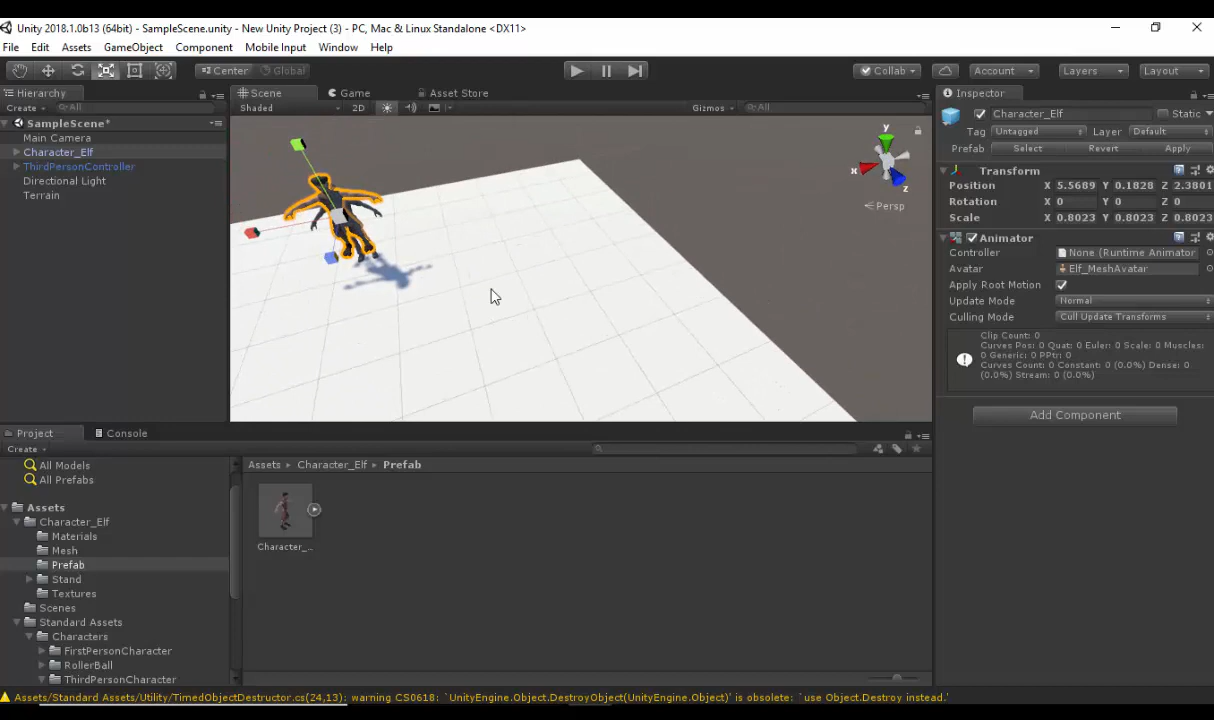 Unity 2018.1.0b13 (64bit) - SampleScene.unity - New Unity Project (3) - PC, Mac & Linux Standalone <DX11>
File Edit Assets GameObject Component Mobile Input Window Help
Center Global Collab Account Layers Layout
Hierarchy
Create All
SampleScene*
Main Camera
Character_Elf
ThirdPersonController
Directional Light
Terrain
Scene Game Asset Store
Shaded 2D Gizmos All
y
x
z
Persp
Inspector
Character_Elf Static
Tag Untagged Layer Default
Prefab Select Revert Apply
Transform
Position X 5.5689 Y 0.1828 Z 2.3801
Rotation X 0 Y 0 Z 0
Scale X 0.8023 Y 0.8023 Z 0.8023
Animator
Controller None (Runtime Animator
Avatar Elf_MeshAvatar
Apply Root Motion
Update Mode Normal
Culling Mode Cull Update Transforms
Clip Count: 0
Curves Pos: 0 Quat: 0 Euler: 0 Scale: 0 Muscles:
0 Generic: 0 PPtr: 0
Curves Count: 0 Constant: 0 (0.0%) Dense: 0
(0.0%) Stream: 0 (0.0%)
Add Component
Project Console
Create
All Models
All Prefabs
Assets
Character_Elf
Materials
Mesh
Prefab
Stand
Textures
Scenes
Standard Assets
Characters
FirstPersonCharacter
RollerBall
ThirdPersonCharacter
Assets Character_Elf Prefab
Character_...
Assets/Standard Assets/Utility/TimedObjectDestructor.cs(24,13): warning CS0618: `UnityEngine.Object.DestroyObject(UnityEngine.Object)' is obsolete: `use Object.Destroy instead.'